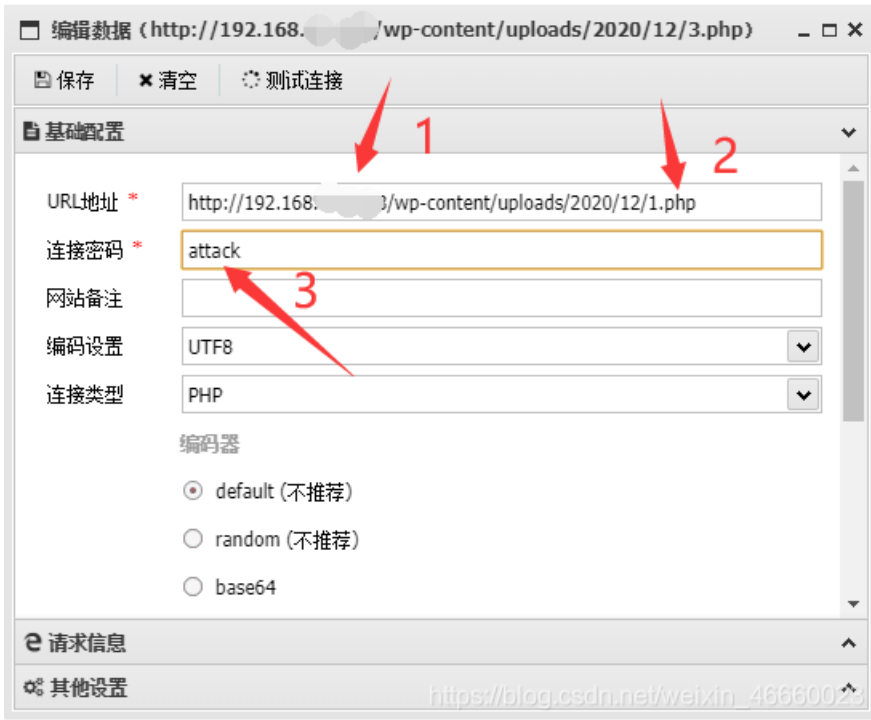 编辑数据 (http://192.168. /wp-content/uploads/2020/12/3.php)
保存 清空 测试连接
基础配置
1
2
URL地址 * http://192.168. 3/wp-content/uploads/2020/12/1.php
连接密码 * attack
3
网站备注
编码设置 UTF8
连接类型 PHP
编码器
default (不推荐)
random (不推荐)
base64
请求信息
其他设置
https://blog.csdn.net/weixin_46660023